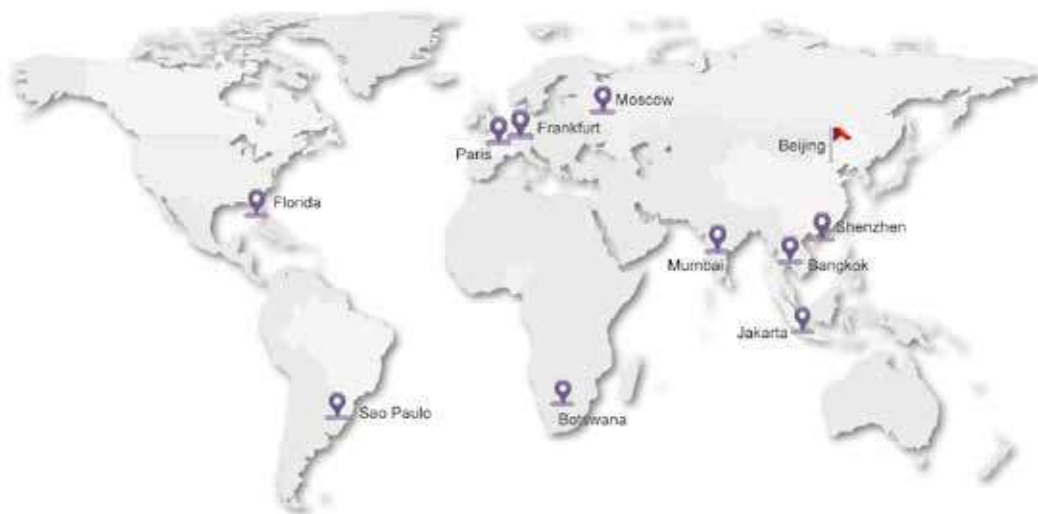 Moscow
Frankfurt
Paris
Beijing
Florida
Shenzhen
Mumbai
Bangkok
Jakarta
Sao Paulo
Botswana